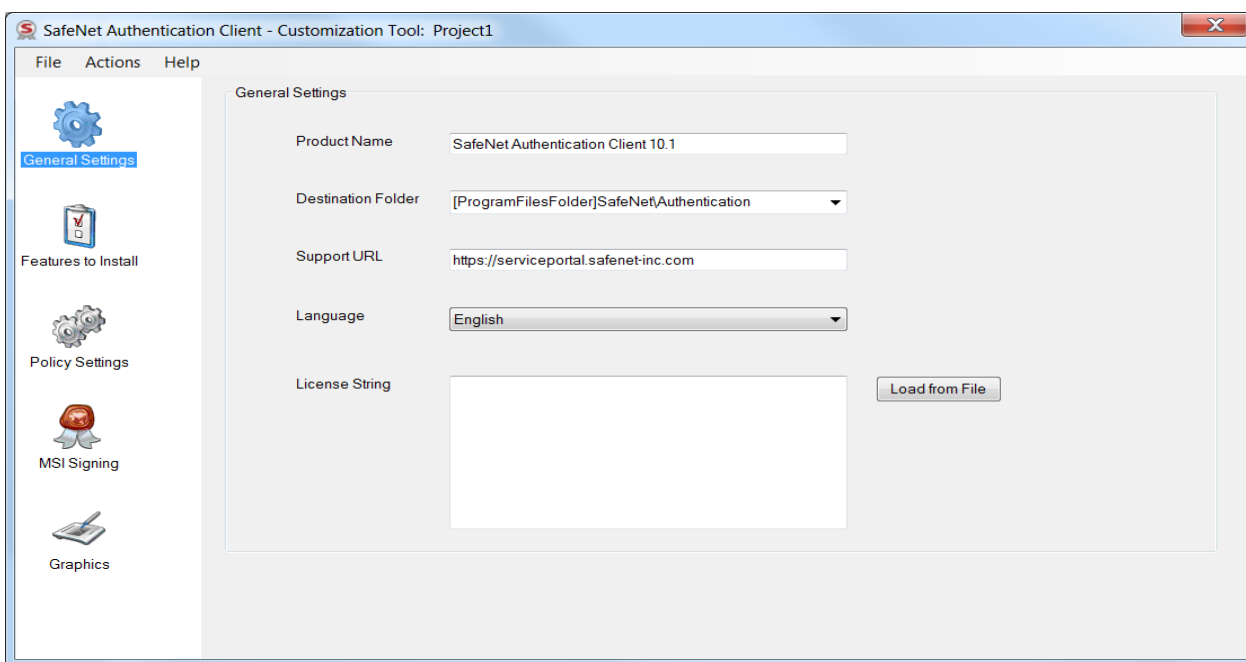 SafeNet Authentication Client - Customization Tool: Project1
File Actions Help
General Settings
Features to Install
Policy Settings
MSI Signing
Graphics
General Settings
Product Name
SafeNet Authentication Client 10.1
Destination Folder
[ProgramFilesFolder]SafeNet\Authentication
Support URL
https://serviceportal.safenet-inc.com
Language
English
License String
Load from File